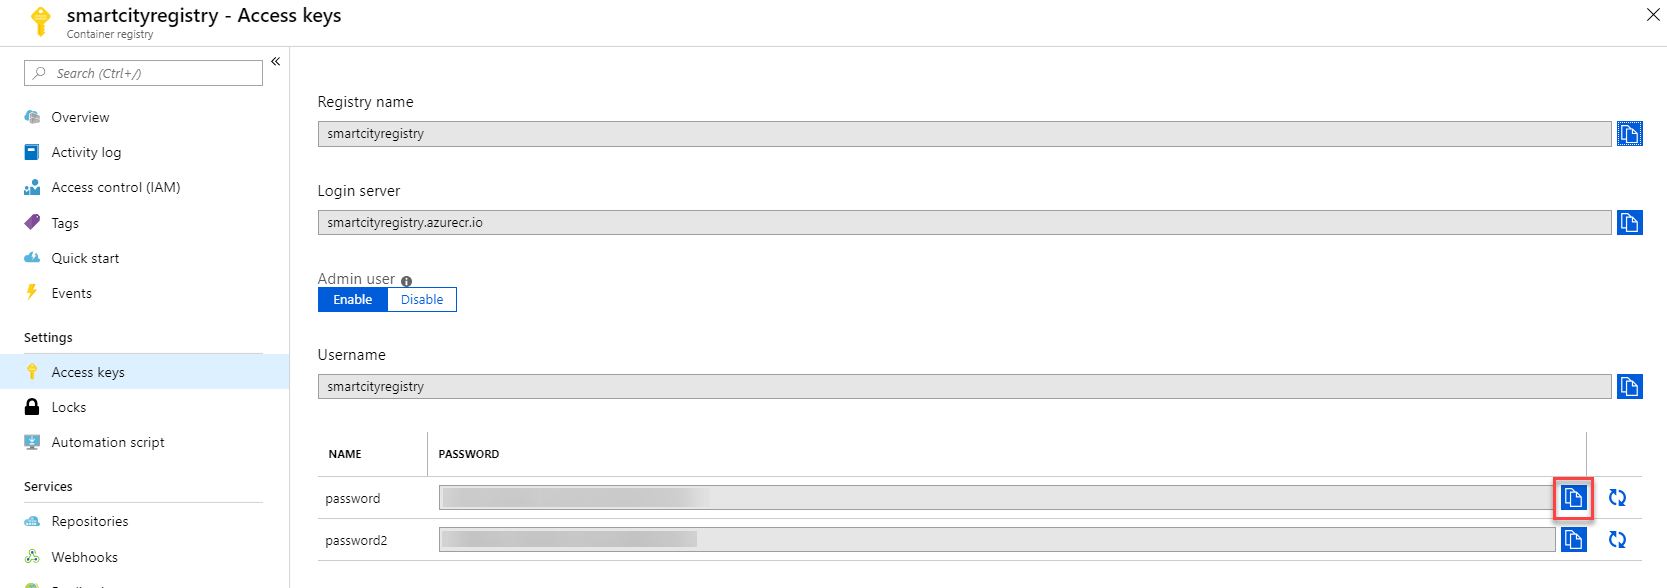 smartcityregistry - Access keys
Container registry
Search (Ctrl+/)
Overview
Activity log
Access control (IAM)
Tags
Quick start
Events
Settings
Access keys
Locks
Automation script
Services
Repositories
Webhooks
Registry name
smartcityregistry
Login server
smartcityregistry.azurecr.io
Admin user
Enable Disable
Username
smartcityregistry
NAME PASSWORD
password
password2